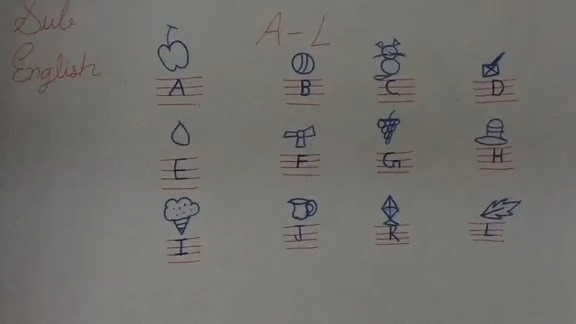 Sub
A-L
English
A B C D
E F G H
I J K L